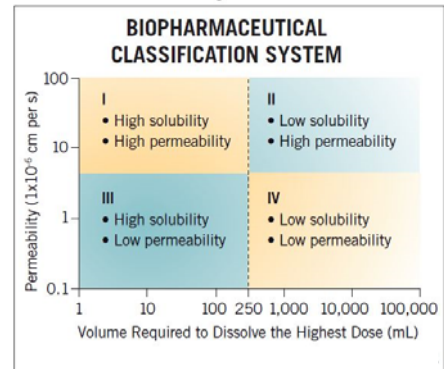 BIOPHARMACEUTICAL
CLASSIFICATION SYSTEM
Permeability (1x10⁻⁶ cm per s)
100
10
1
0.1
I
• High solubility
• High permeability
II
• Low solubility
• High permeability
III
• High solubility
• Low permeability
IV
• Low solubility
• Low permeability
1 10 100 250 1,000 10,000 100,000
Volume Required to Dissolve the Highest Dose (mL)